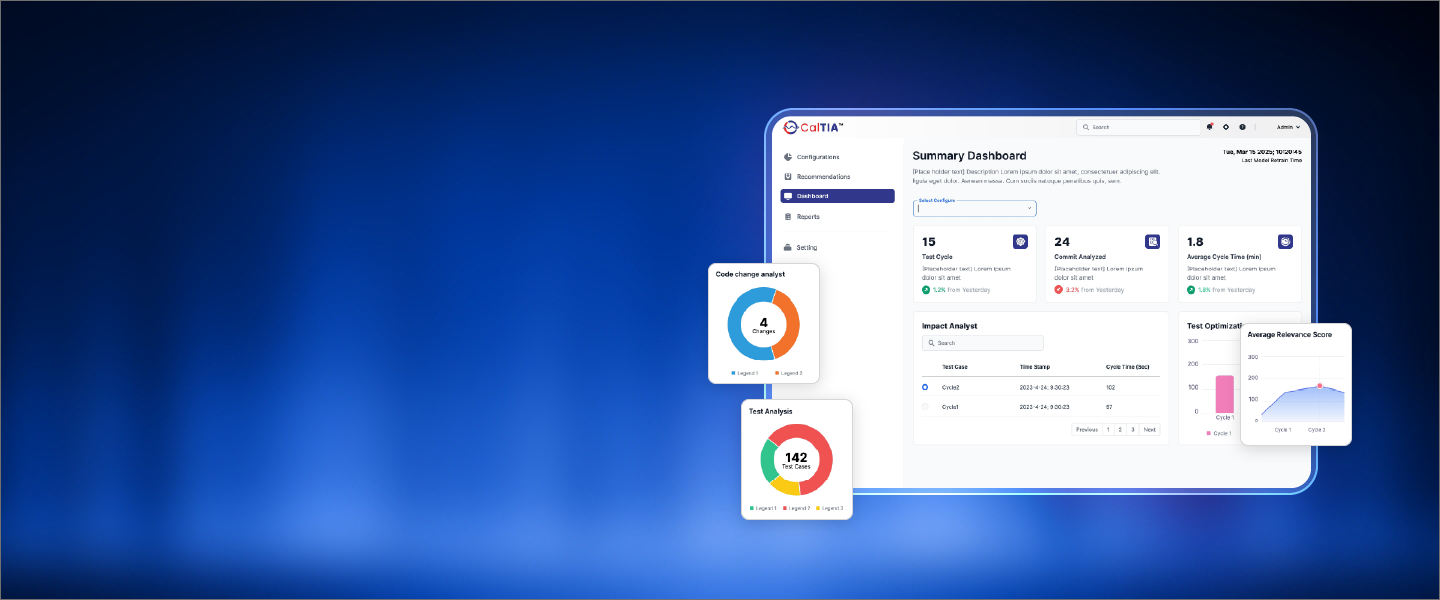 CalTIA™
Search
Admin
Configurations
Recommendations
Dashboard
Reports
Setting
Summary Dashboard
[Place holder text] Description Lorem ipsum dolor sit amet, consectetuer adipiscing elit.
ligula eget dolor. Aenean massa. Cum sociis natoque penatibus quis, sem.
Tue, Mar 15 2025; 10:20:45
Last Model Retrain Time
Select Configure
15
Test Cycle
[Placeholder text] Lorem ipsum
dolor sit amet
1.2% From Yesterday
24
Commit Analyzed
[Placeholder text] Lorem ipsum
dolor sit amet
3.2% From Yesterday
1.8
Average Cycle Time (min)
[Placeholder text] Lorem ipsum
dolor sit amet
1.8% From Yesterday
Code change analyst
4
Changes
Legend 1 Legend 2
Test Analysis
142
Test Cases
Legend 1 Legend 2 Legend 3
Impact Analyst
Search
Test Case Time Stamp Cycle Time (Sec)
Cycle2 2023-4-24; 9:30:23 102
Cycle1 2023-4-24; 9:30:23 87
Previous 1 2 3 Next
Test Optimizati
300
200
100
0
Cycle 1
Cycle 1
Average Relevance Score
300
200
100
0
Cycle 1 Cycle 2